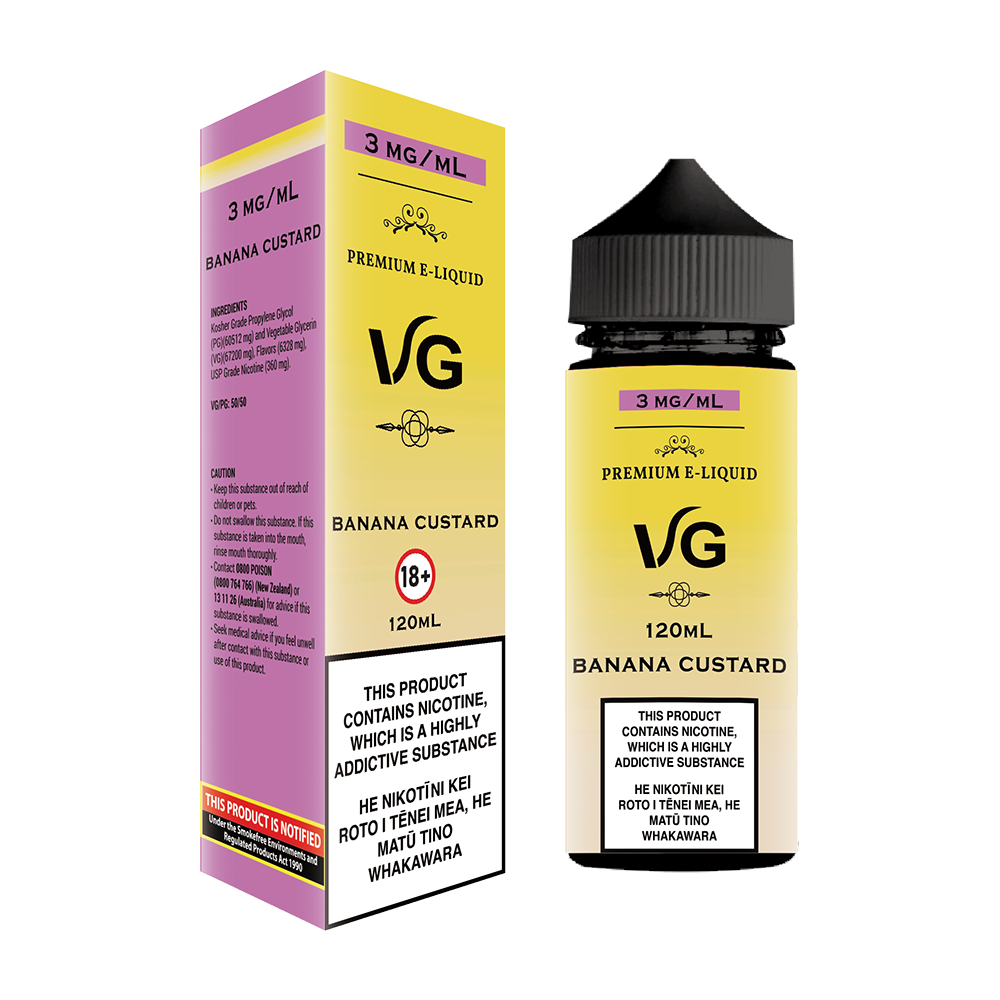 3 MG/ML
BANANA CUSTARD
INGREDIENTS
Kosher Grade Propylene Glycol
(PG)(60512 mg) and Vegetable Glycerin
(VG)(67200 mg), Flavors (6328 mg),
USP Grade Nicotine (360 mg).
VG/PG: 50/50
CAUTION
• Keep this substance out of reach of
children or pets.
• Do not swallow this substance. If this
substance is taken into the mouth,
rinse mouth thoroughly.
• Contact 0800 POISON
(0800 764 766) (New Zealand) or
13 11 26 (Australia) for advice if this
substance is swallowed.
• Seek medical advice if you feel unwell
after contact with this substance or
use of this product.
THIS PRODUCT IS NOTIFIED
Under the Smokefree Environments and
Regulated Products Act 1990
3 MG/ML
PREMIUM E-LIQUID
VG
BANANA CUSTARD
18+
120ML
THIS PRODUCT
CONTAINS NICOTINE,
WHICH IS A HIGHLY
ADDICTIVE SUBSTANCE
HE NIKOTĪNI KEI
ROTO I TĒNEI MEA, HE
MATŪ TINO
WHAKAWARA
3 MG/ML
PREMIUM E-LIQUID
VG
120ML
BANANA CUSTARD
THIS PRODUCT
CONTAINS NICOTINE,
WHICH IS A HIGHLY
ADDICTIVE SUBSTANCE
HE NIKOTĪNI KEI
ROTO I TĒNEI MEA, HE
MATŪ TINO
WHAKAWARA